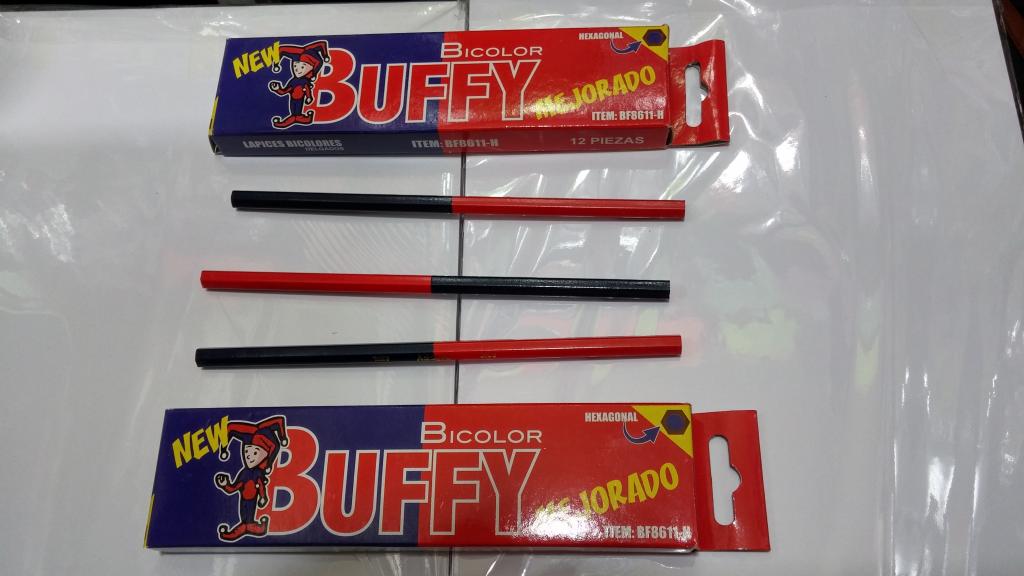 NEW
BICOLOR
HEXAGONAL
BUFFY
MEJORADO
ITEM: BF8611-H
LAPICES BICOLORES
DELGADOS
ITEM: BF8611-H
12 PIEZAS
NEW
BICOLOR
HEXAGONAL
BUFFY
MEJORADO
ITEM: BF8611-H